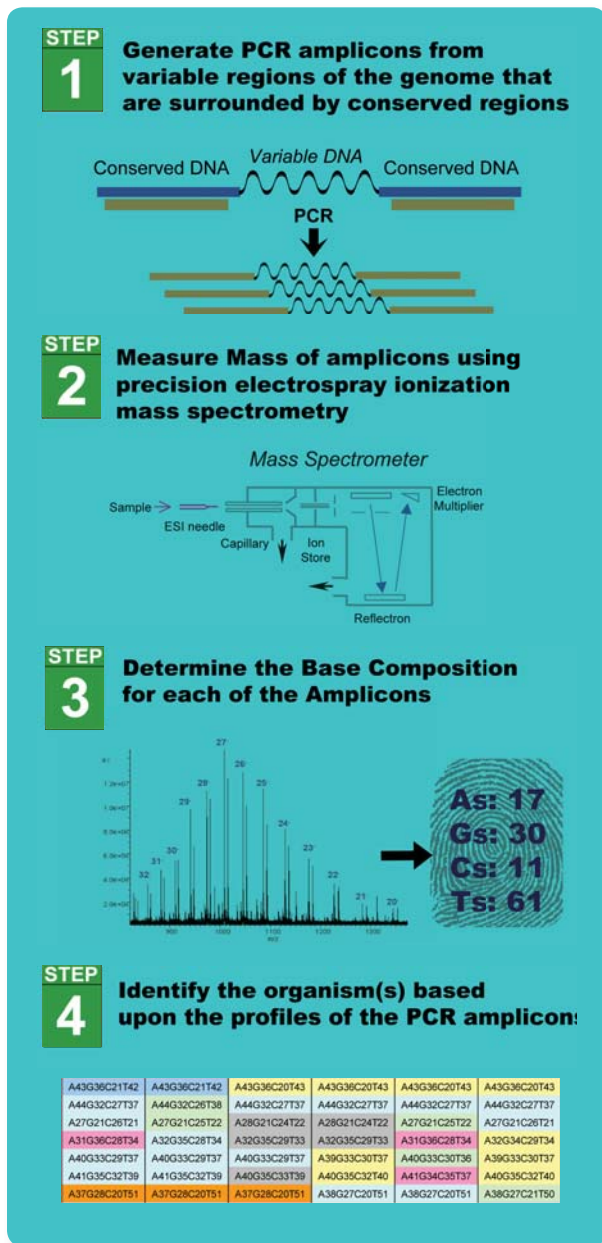 STEP
1
Generate PCR amplicons from
variable regions of the genome that
are surrounded by conserved regions
Conserved DNA Variable DNA Conserved DNA
PCR
STEP
2
Measure Mass of amplicons using
precision electrospray ionization
mass spectrometry
Mass Spectrometer
Sample
ESI needle
Capillary
Ion
Store
Electron
Multiplier
Reflectron
STEP
3
Determine the Base Composition
for each of the Amplicons
27-
28- 26-
29- 25-
30- 24-
31- 23-
32- 22-
21- 20-
900 1000 1100 1200 1300
m/z
As: 17
Gs: 30
Cs: 11
Ts: 61
STEP
4
Identify the organism(s) based
upon the profiles of the PCR amplicon
A43G36C21T42 A43G36C21T42 A43G36C20T43 A43G36C20T43 A43G36C20T43 A43G36C20T43
A44G32C27T37 A44G32C26T38 A44G32C27T37 A44G32C27T37 A44G32C27T37 A44G32C27T37
A27G21C26T21 A27G21C25T22 A28G21C24T22 A28G21C24T22 A27G21C25T22 A27G21C26T21
A31G36C28T34 A32G35C28T34 A32G35C29T33 A32G35C29T33 A31G36C28T34 A32G34C29T34
A40G33C29T37 A40G33C29T37 A40G33C29T37 A39G33C30T37 A40G33C30T36 A39G33C30T37
A41G35C32T39 A41G35C32T39 A40G35C33T39 A40G35C32T40 A41G34C35T37 A40G35C32T40
A37G28C20T51 A37G28C20T51 A37G28C20T51 A38G27C20T51 A38G27C20T51 A38G27C21T50